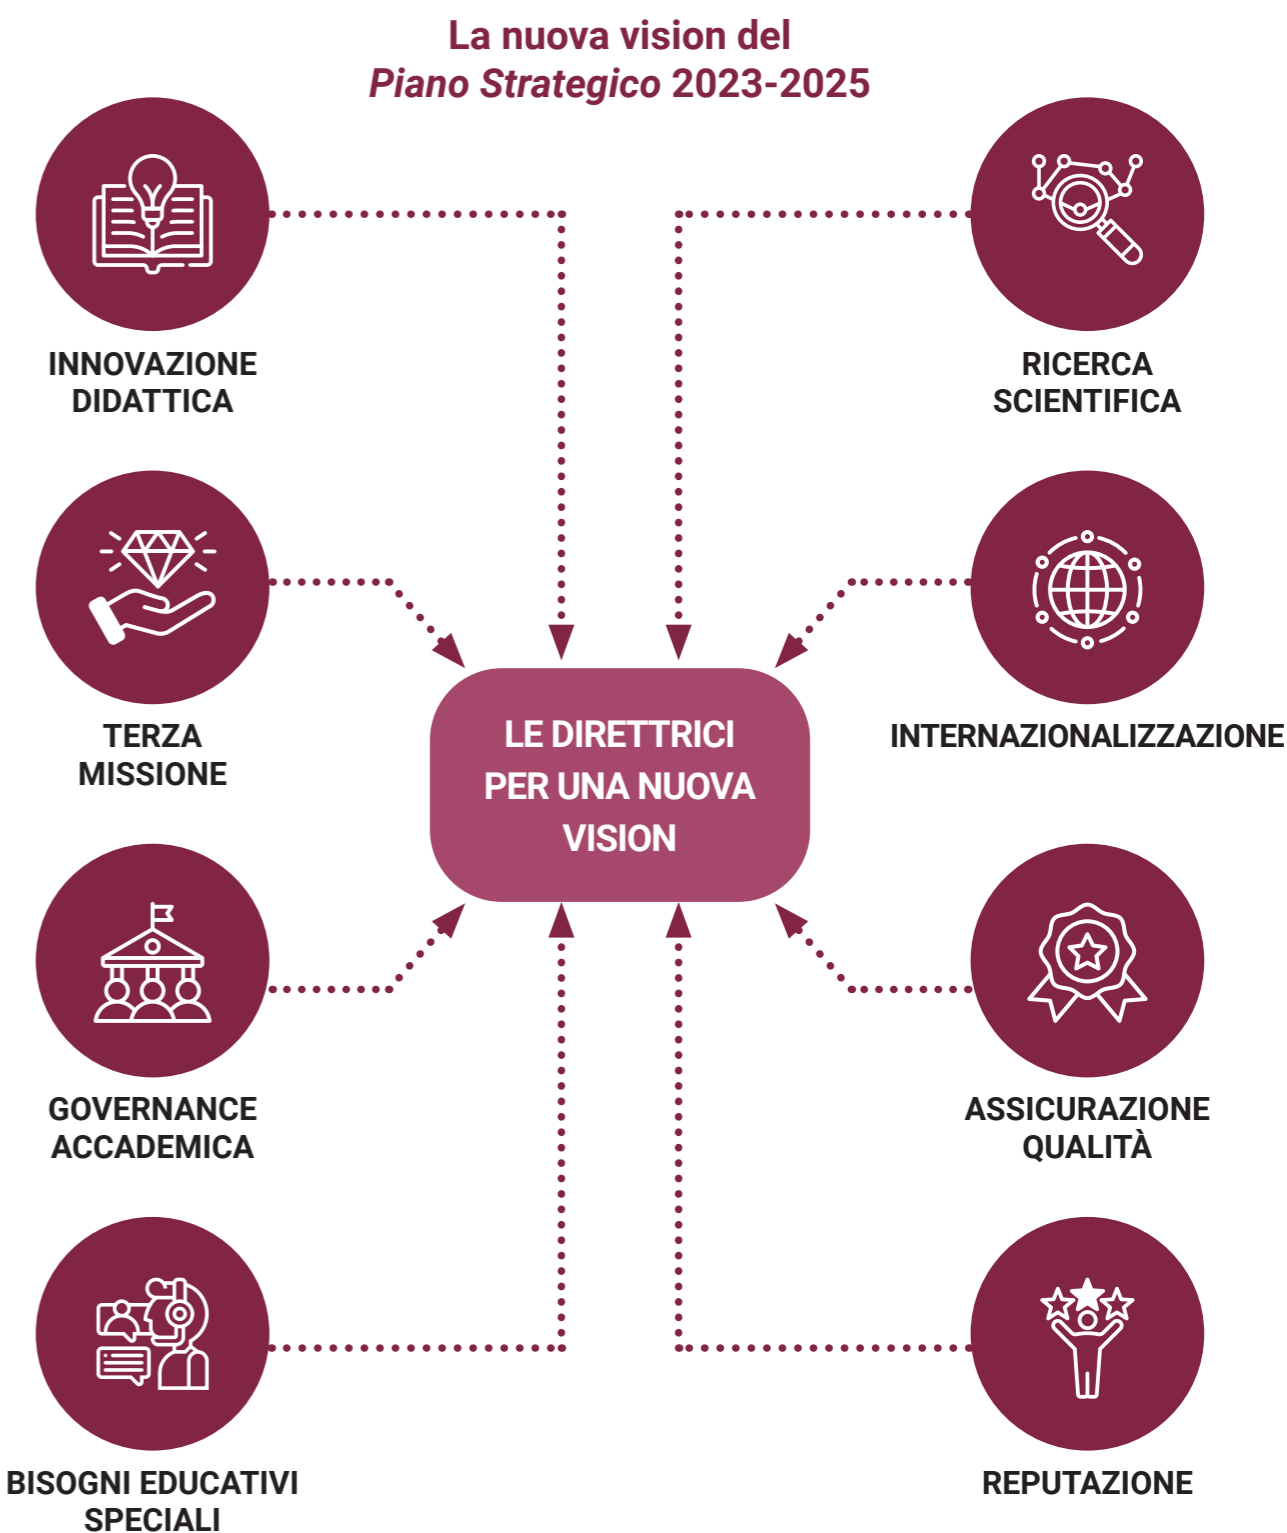 La nuova vision del
Piano Strategico 2023-2025
INNOVAZIONE
DIDATTICA
RICERCA
SCIENTIFICA
TERZA
MISSIONE
INTERNAZIONALIZZAZIONE
LE DIRETTRICI
PER UNA NUOVA
VISION
GOVERNANCE
ACCADEMICA
ASSICURAZIONE
QUALITÀ
BISOGNI EDUCATIVI
SPECIALI
REPUTAZIONE